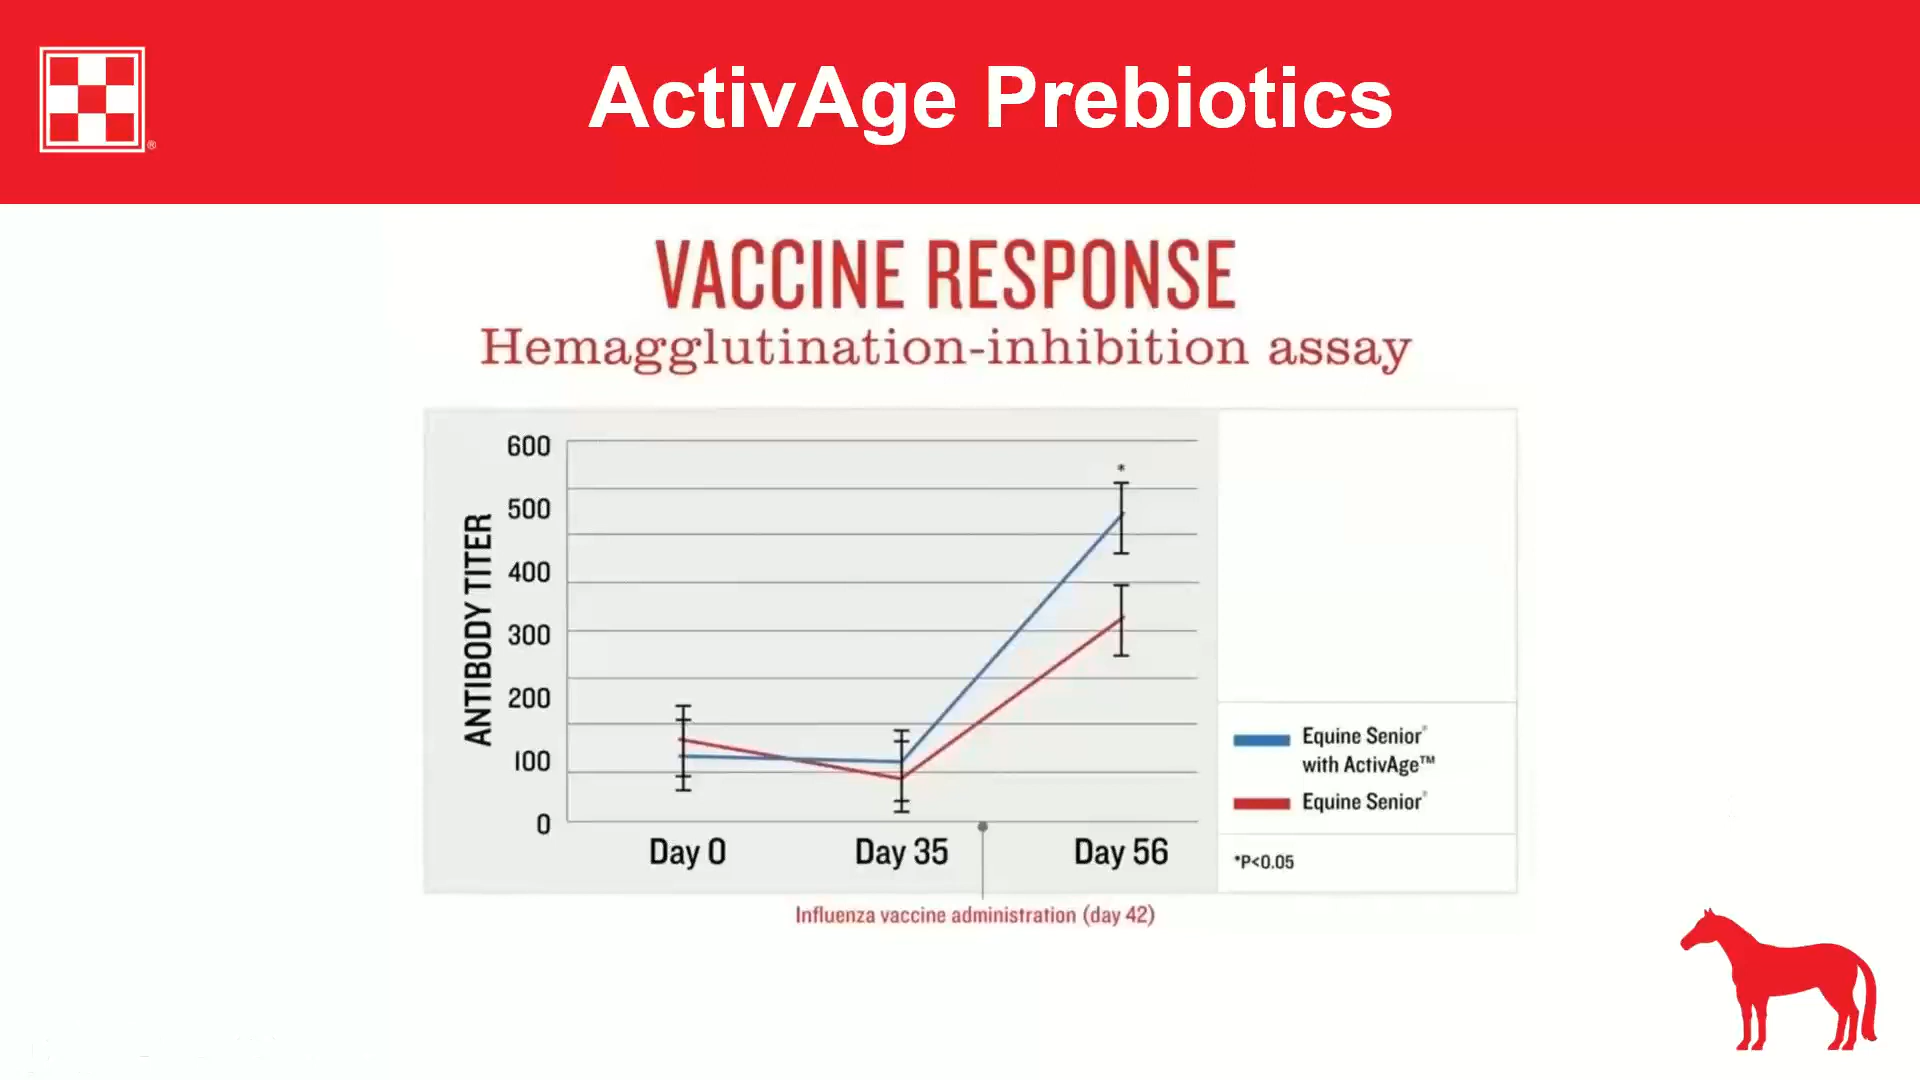 ActivAge Prebiotics
®
VACCINE RESPONSE
Hemagglutination-inhibition assay
ANTIBODY TITER
600
500
400
300
200
100
0
*
Day 0 Day 35 Day 56
Influenza vaccine administration (day 42)
Equine Senior®
with ActivAge™
Equine Senior®
*P<0.05